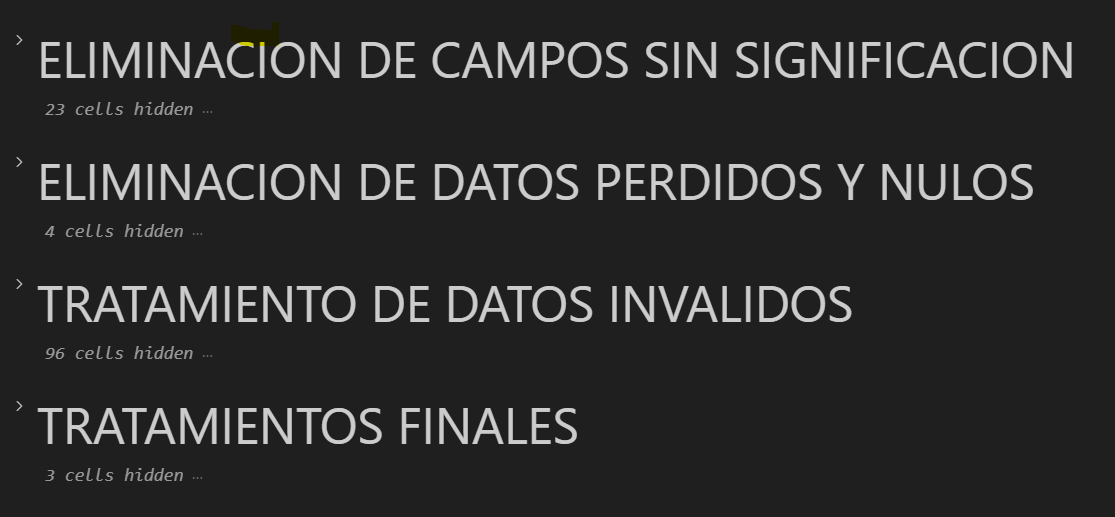 ELIMINACION DE CAMPOS SIN SIGNIFICACION
23 cells hidden ...
ELIMINACION DE DATOS PERDIDOS Y NULOS
4 cells hidden ...
TRATAMIENTO DE DATOS INVALIDOS
96 cells hidden ...
TRATAMIENTOS FINALES
3 cells hidden ...